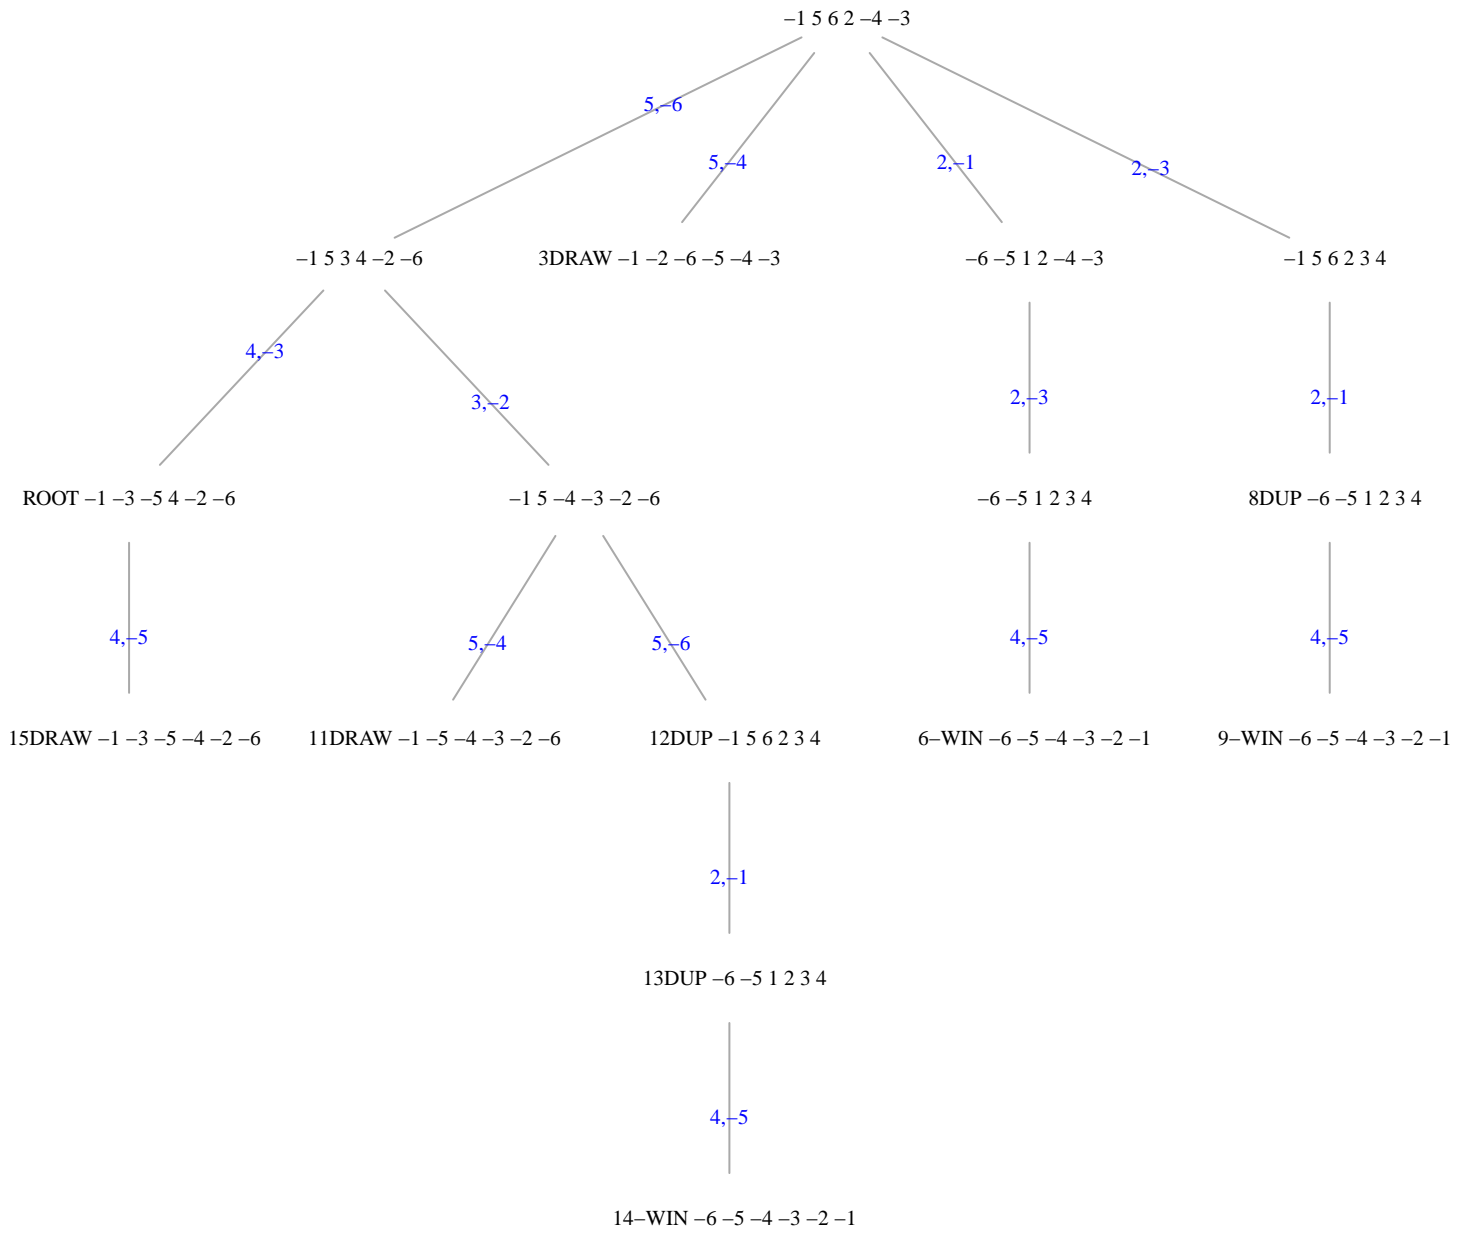 –1 5 6 2 –4 –3
5,–6
5,–4
2,–1
2,–3
–1 5 3 4 –2 –6
3DRAW –1 –2 –6 –5 –4 –3
–6 –5 1 2 –4 –3
–1 5 6 2 3 4
4,–3
3,–2
2,–3
2,–1
ROOT –1 –3 –5 4 –2 –6
–1 5 –4 –3 –2 –6
–6 –5 1 2 3 4
8DUP –6 –5 1 2 3 4
4,–5
5,–4
5,–6
4,–5
4,–5
15DRAW –1 –3 –5 –4 –2 –6
11DRAW –1 –5 –4 –3 –2 –6
12DUP –1 5 6 2 3 4
6–WIN –6 –5 –4 –3 –2 –1
9–WIN –6 –5 –4 –3 –2 –1
2,–1
13DUP –6 –5 1 2 3 4
4,–5
14–WIN –6 –5 –4 –3 –2 –1